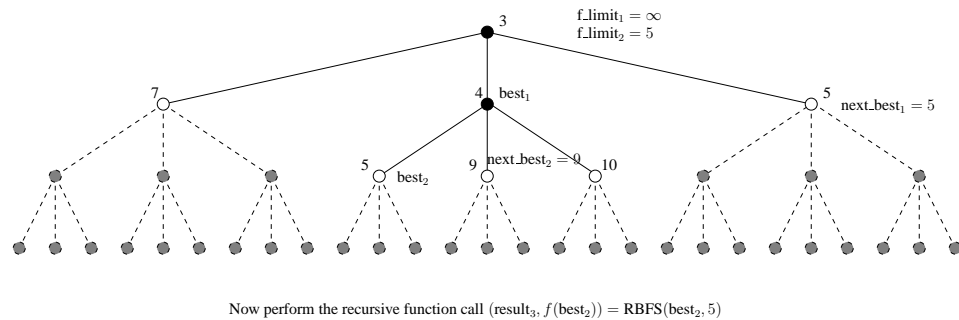 3
f_limit₁ = ∞
f_limit₂ = 5
7
4
best₁
5
next_best₁ = 5
5
best₂
9
next_best₂ = 9
10
Now perform the recursive function call (result₃, f(best₂)) = RBFS(best₂, 5)